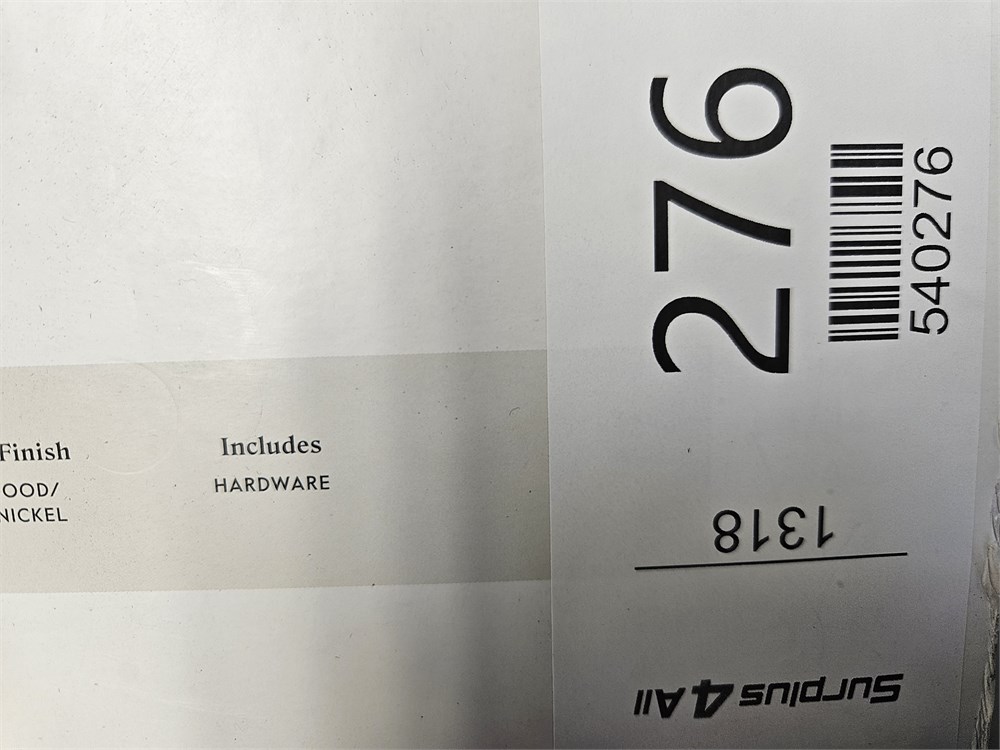 Finish
OOD/
NICKEL
Includes
HARDWARE
276
540276
1318
Surplus 4 All